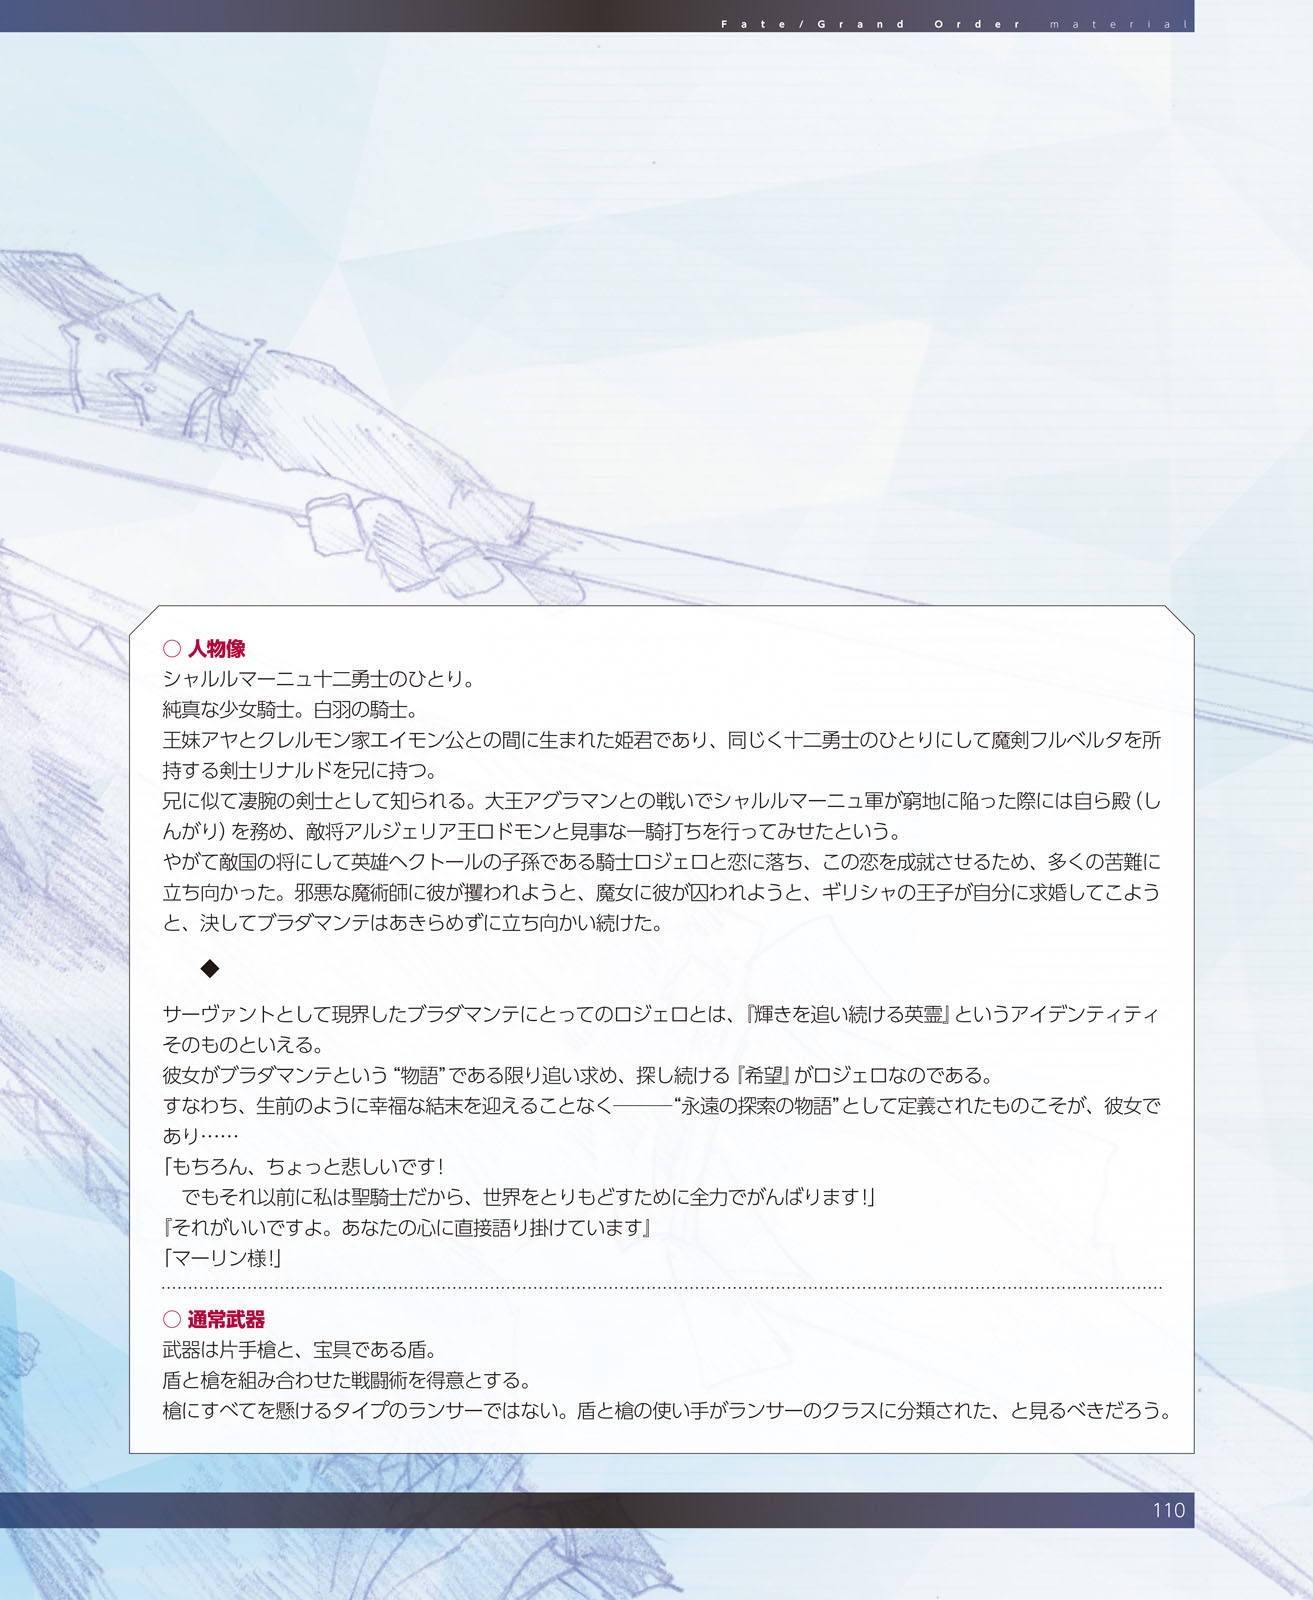 Fate/Grand Order material
○ 人物像
シャルルマーニュ十二勇士のひとり。
純真な少女騎士。白羽の騎士。
王妹アヤとクレルモン家エイモン公との間に生まれた姫君であり、同じく十二勇士のひとりにして魔剣フルベルタを所
持する剣士リナルドを兄に持つ。
兄に似て凄腕の剣士として知られる。大王アグラマンとの戦いでシャルルマーニュ軍が窮地に陥った際には自ら殿（し
んがり）を務め、敵将アルジェリア王ロドモンと見事な一騎打ちを行ってみせたという。
やがて敵国の将にして英雄ヘクトールの子孫である騎士ロジェロと恋に落ち、この恋を成就させるため、多くの苦難に
立ち向かった。邪悪な魔術師に彼が攫われようと、魔女に彼が囚われようと、ギリシャの王子が自分に求婚してこよう
と、決してブラダマンテはあきらめずに立ち向かい続けた。
◆
サーヴァントとして現界したブラダマンテにとってのロジェロとは、『輝きを追い続ける英霊』というアイデンティティ
そのものといえる。
彼女がブラダマンテという“物語”である限り追い求め、探し続ける『希望』がロジェロなのである。
すなわち、生前のように幸福な結末を迎えることなく———“永遠の探索の物語”として定義されたものこそが、彼女で
あり……
「もちろん、ちょっと悲しいです！
　でもそれ以前に私は聖騎士だから、世界をとりもどすために全力でがんばります！」
『それがいいですよ。あなたの心に直接語り掛けています』
「マーリン様！」
○ 通常武器
武器は片手槍と、宝具である盾。
盾と槍を組み合わせた戦闘術を得意とする。
槍にすべてを懸けるタイプのランサーではない。盾と槍の使い手がランサーのクラスに分類された、と見るべきだろう。
110